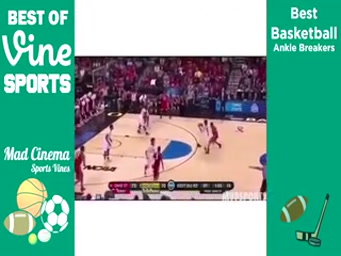 BEST OF
Vine
SPORTS
Mad Cinema
Sports Vines
Best
Basketball
Ankle Breakers